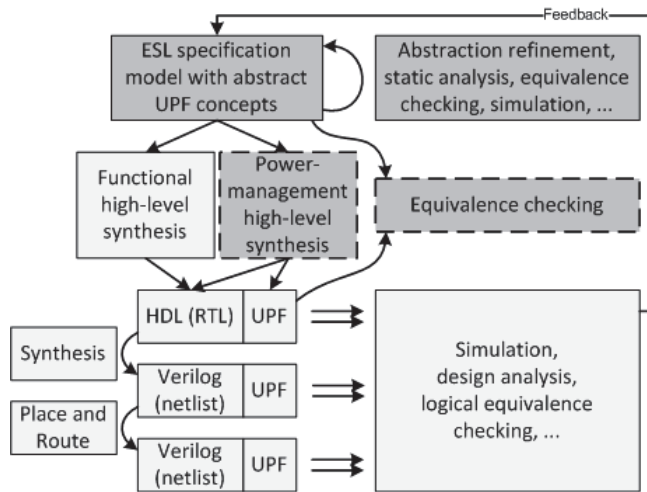 Feedback
ESL specification
model with abstract
UPF concepts
Abstraction refinement,
static analysis, equivalence
checking, simulation, ...
Functional
high-level
synthesis
Power-
management
high-level
synthesis
Equivalence checking
HDL (RTL)
UPF
Synthesis
Verilog
(netlist)
UPF
Place and
Route
Verilog
(netlist)
UPF
Simulation,
design analysis,
logical equivalence
checking, ...